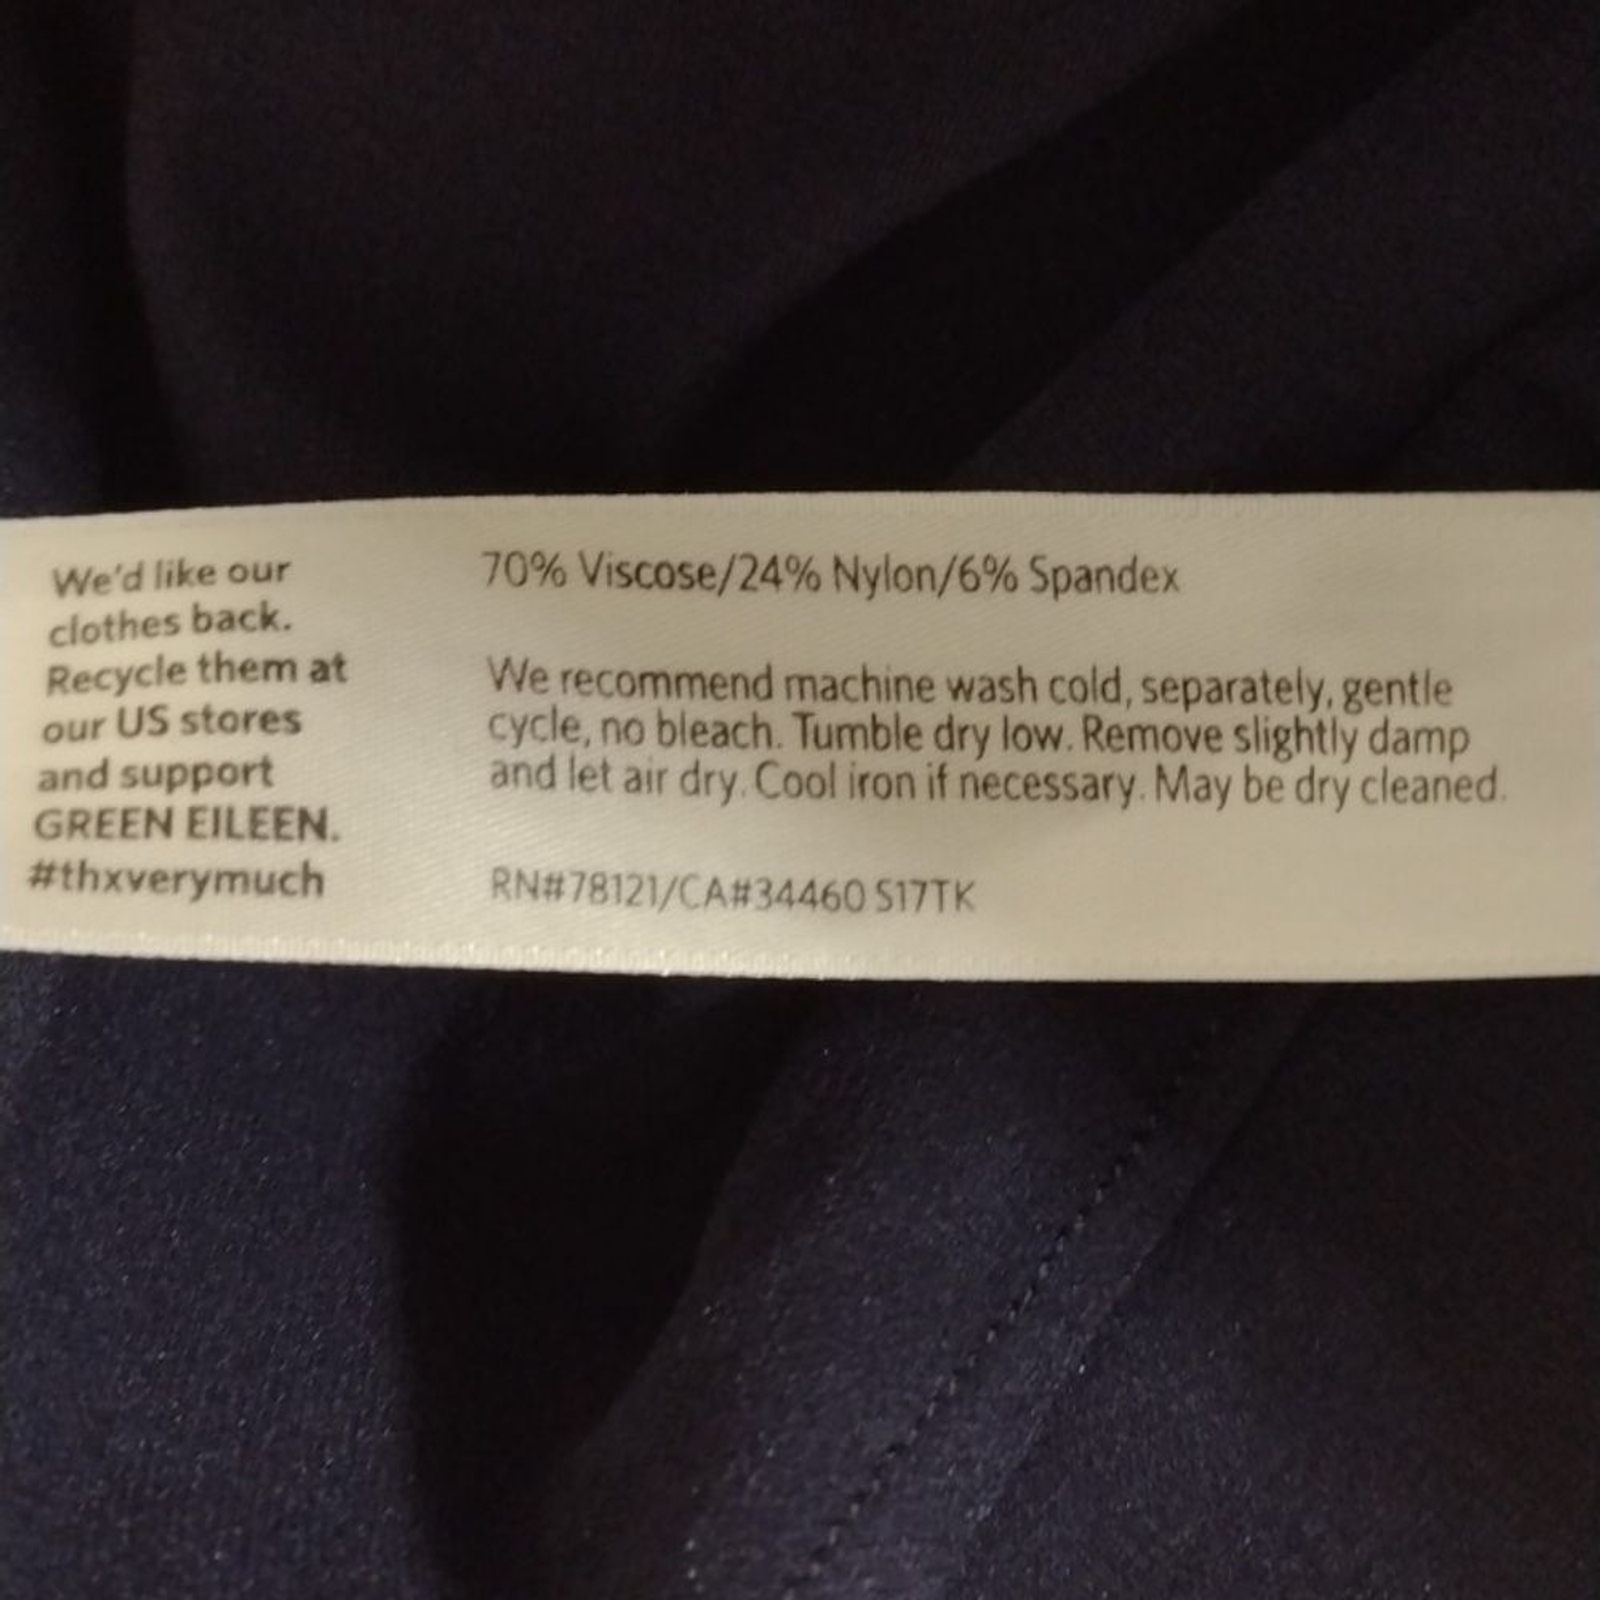 We'd like our
clothes back.
Recycle them at
our US stores
and support
GREEN EILEEN.
#thxverymuch
70% Viscose/24% Nylon/6% Spandex
We recommend machine wash cold, separately, gentle
cycle, no bleach. Tumble dry low. Remove slightly damp
and let air dry. Cool iron if necessary. May be dry cleaned.
RN#78121/CA#34460 S17TK